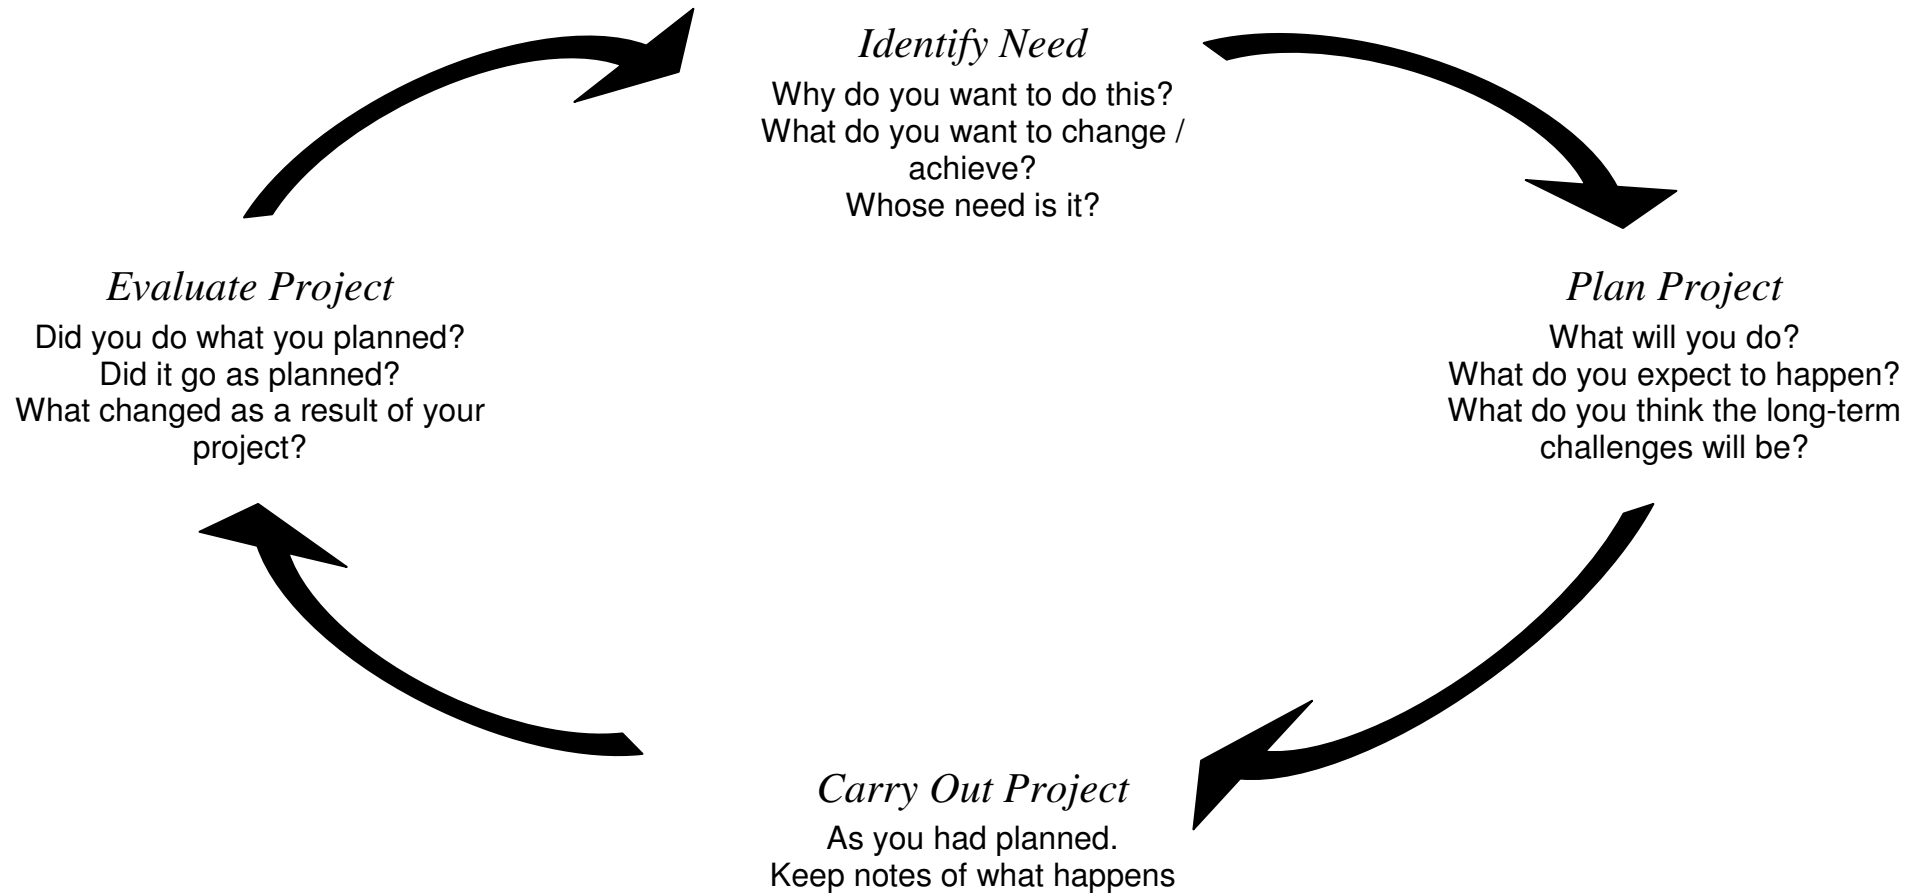 Identify Need
Why do you want to do this?
What do you want to change /
achieve?
Whose need is it?
Plan Project
What will you do?
What do you expect to happen?
What do you think the long-term
challenges will be?
Carry Out Project
As you had planned.
Keep notes of what happens
Evaluate Project
Did you do what you planned?
Did it go as planned?
What changed as a result of your
project?